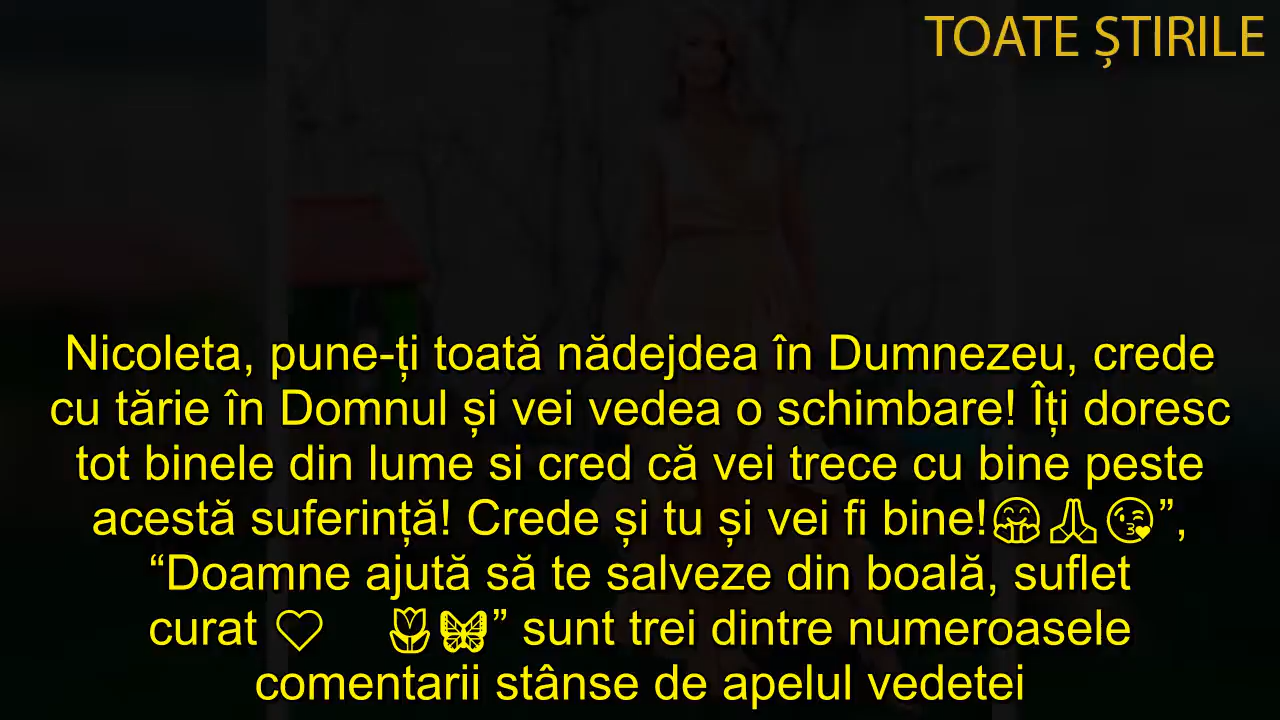 TOATE ȘTIRILE
Nicoleta, pune-ți toată nădejdea în Dumnezeu, crede
cu tărie în Domnul și vei vedea o schimbare! Îți doresc
tot binele din lume si cred că vei trece cu bine peste
acestă suferință! Crede și tu și vei fi bine!🤗🙏😘”,
“Doamne ajută să te salveze din boală, suflet
curat ♡ 🌷🦋” sunt trei dintre numeroasele
comentarii stânse de apelul vedetei